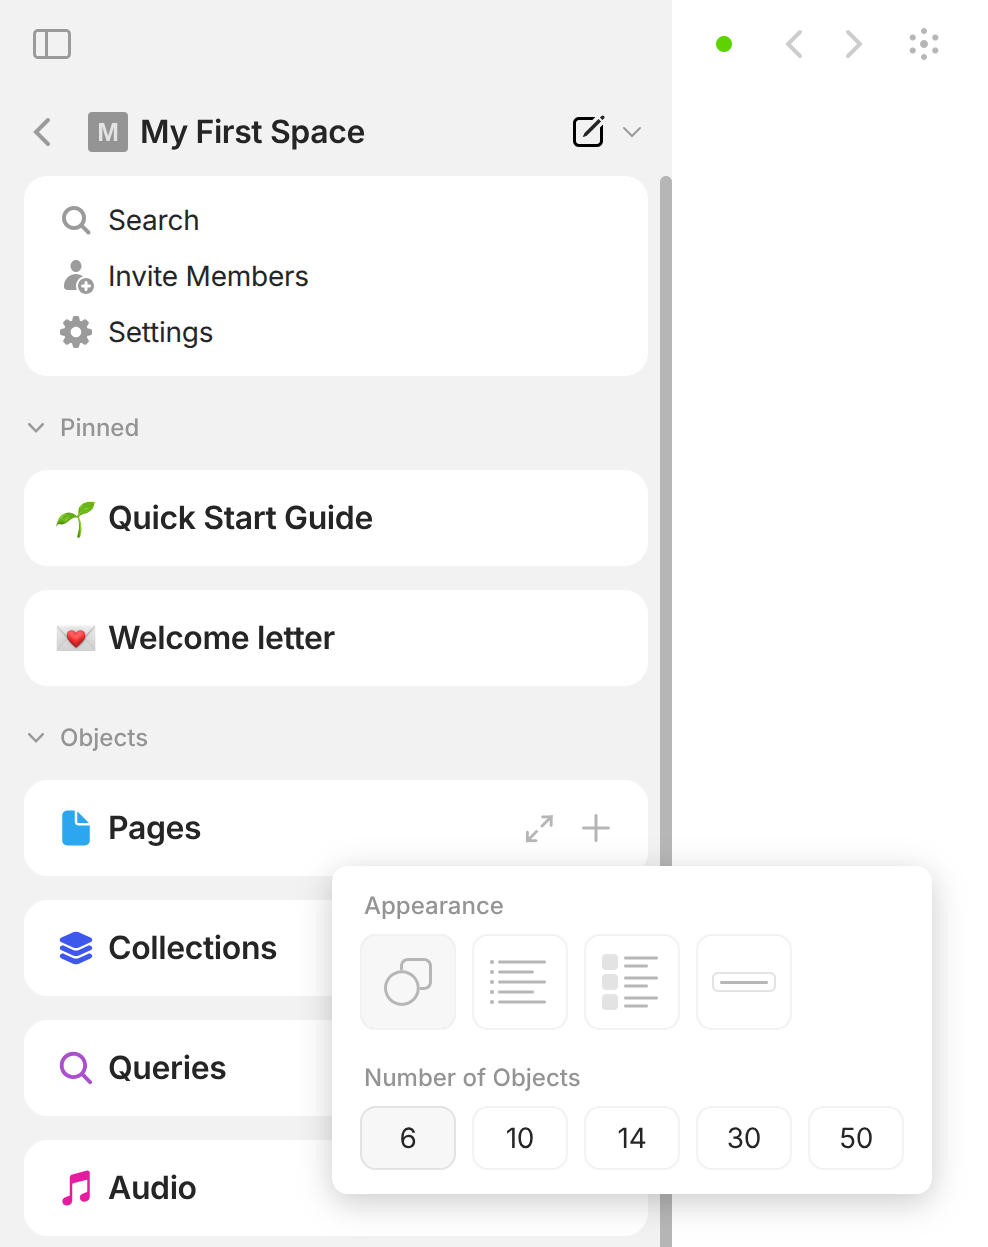 M My First Space
Search
Invite Members
Settings
Pinned
Quick Start Guide
Welcome letter
Objects
Pages
Collections
Queries
Audio
Appearance
Number of Objects
6 10 14 30 50